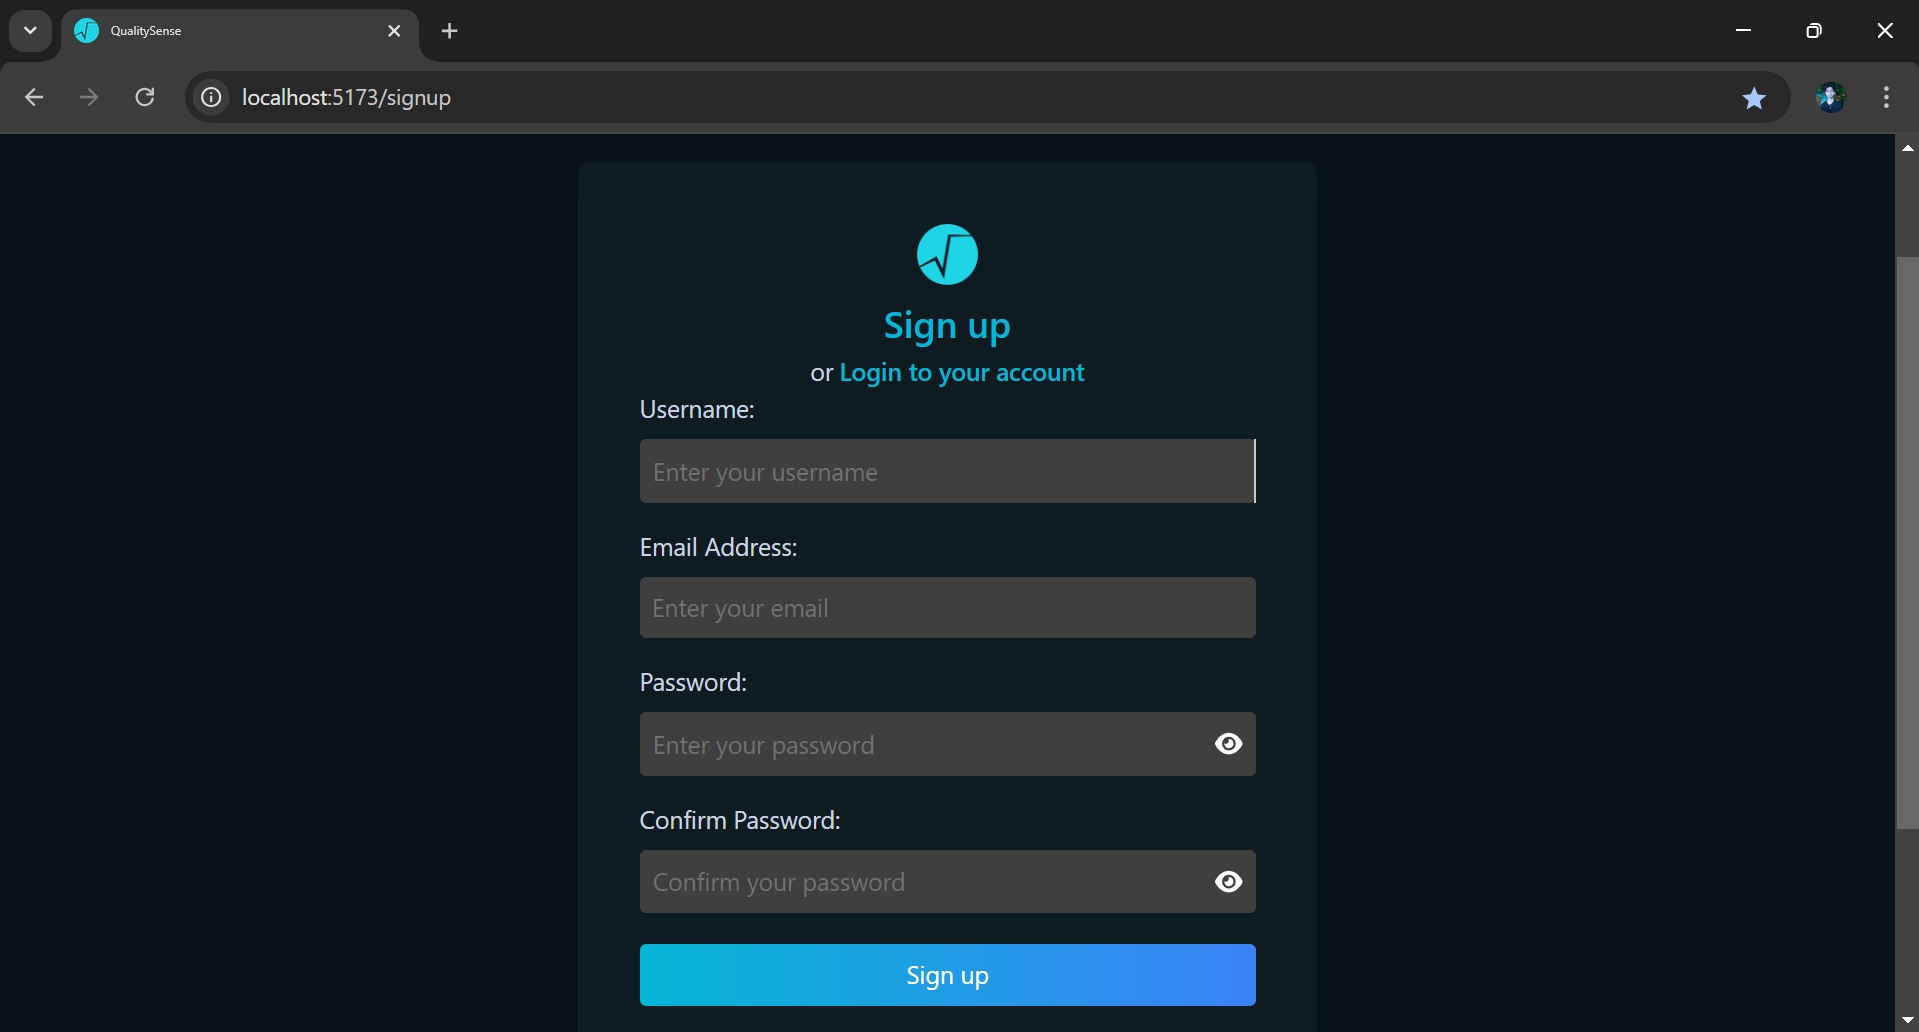 QualitySense
localhost:5173/signup
Sign up
or Login to your account
Username:
Enter your username
Email Address:
Enter your email
Password:
Enter your password
Confirm Password:
Confirm your password
Sign up